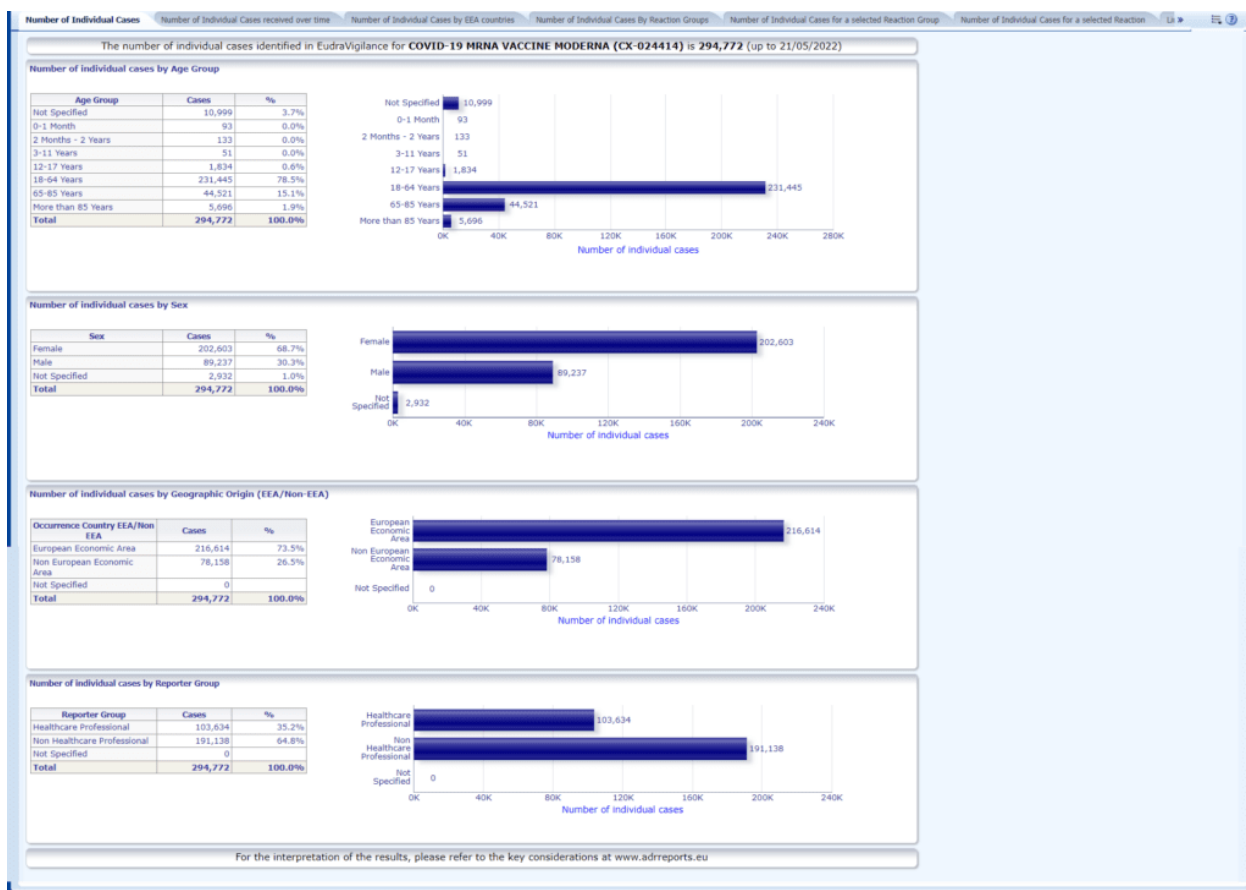 Number of Individual Cases Number of Individual Cases received over time Number of Individual Cases by EEA countries Number of Individual Cases By Reaction Groups Number of Individual Cases for a selected Reaction Group Number of Individual Cases for a selected Reaction
The number of individual cases identified in EudraVigilance for COVID-19 MRNA VACCINE MODERNA (CX-024414) is 294,772 (up to 21/05/2022)
Number of individual cases by Age Group
Age Group Cases %
Not Specified 10,999 3.7%
0-1 Month 93 0.0%
2 Months - 2 Years 133 0.0%
3-11 Years 51 0.0%
12-17 Years 1,834 0.6%
18-64 Years 231,445 78.5%
65-85 Years 44,521 15.1%
More than 85 Years 5,696 1.9%
Total 294,772 100.0%
Not Specified 10,999
0-1 Month 93
2 Months - 2 Years 133
3-11 Years 51
12-17 Years 1,834
18-64 Years 231,445
65-85 Years 44,521
More than 85 Years 5,696
0K 40K 80K 120K 160K 200K 240K 280K
Number of individual cases
Number of individual cases by Sex
Sex Cases %
Female 202,603 68.7%
Male 89,237 30.3%
Not Specified 2,932 1.0%
Total 294,772 100.0%
Female 202,603
Male 89,237
Not
Specified 2,932
0K 40K 80K 120K 160K 200K 240K
Number of individual cases
Number of individual cases by Geographic Origin (EEA/Non-EEA)
Occurrence Country EEA/Non
EEA Cases %
European Economic Area 216,614 73.5%
Non European Economic
Area 78,158 26.5%
Not Specified 0
Total 294,772 100.0%
European
Economic
Area 216,614
Non European
Economic
Area 78,158
Not Specified 0
0K 40K 80K 120K 160K 200K 240K
Number of individual cases
Number of individual cases by Reporter Group
Reporter Group Cases %
Healthcare Professional 103,634 35.2%
Non Healthcare Professional 191,138 64.8%
Not Specified 0
Total 294,772 100.0%
Healthcare
Professional 103,634
Non
Healthcare
Professional 191,138
Not
Specified 0
0K 40K 80K 120K 160K 200K 240K
Number of individual cases
For the interpretation of the results, please refer to the key considerations at www.adrreports.eu